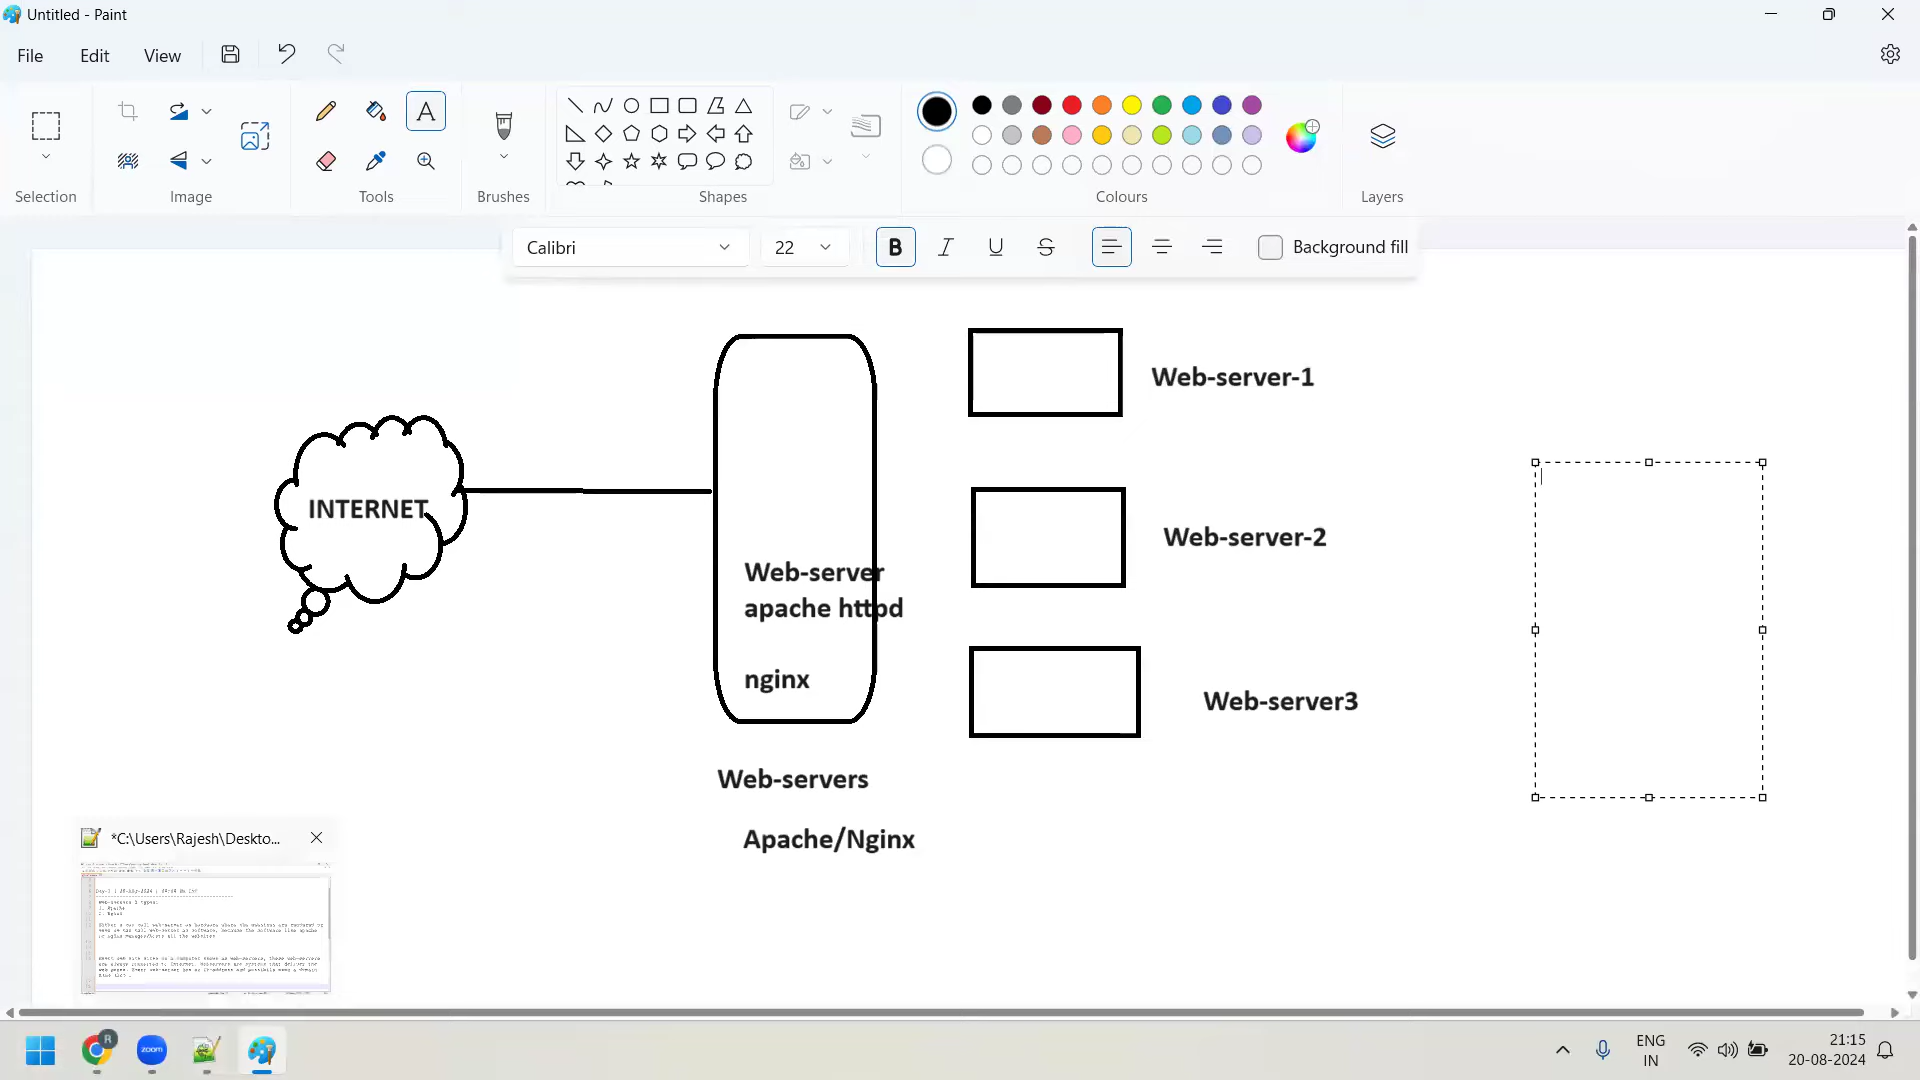 Untitled - Paint
File Edit View
Selection Image Tools Brushes Shapes Colours Layers
Calibri 22 B I U S Background fill
Web-server-1
INTERNET
Web-server-2
Web-server
apache httpd
nginx
Web-server3
Web-servers
Apache/Nginx
*C:\Users\Rajesh\Deskto...
R
zoom
ENG
IN
21:15
20-08-2024